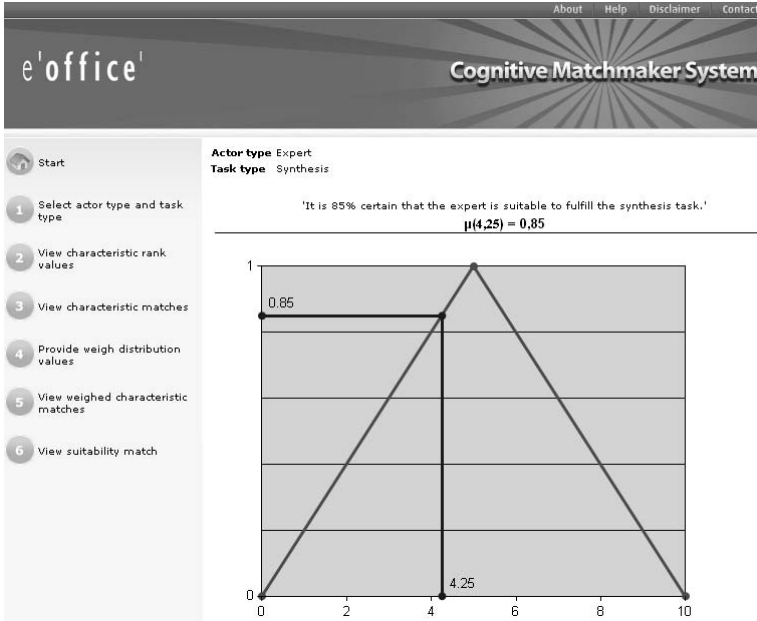 About Help Disclaimer Contact
e'office'
Cognitive Matchmaker System
Start
1 Select actor type and task
type
2 View characteristic rank
values
3 View characteristic matches
4 Provide weigh distribution
values
5 View weighed characteristic
matches
6 View suitability match
Actor type Expert
Task type Synthesis
'It is 85% certain that the expert is suitable to fulfill the synthesis task.'
μ(4,25) = 0,85
1
0.85
4.25
0
0 2 4 6 8 10